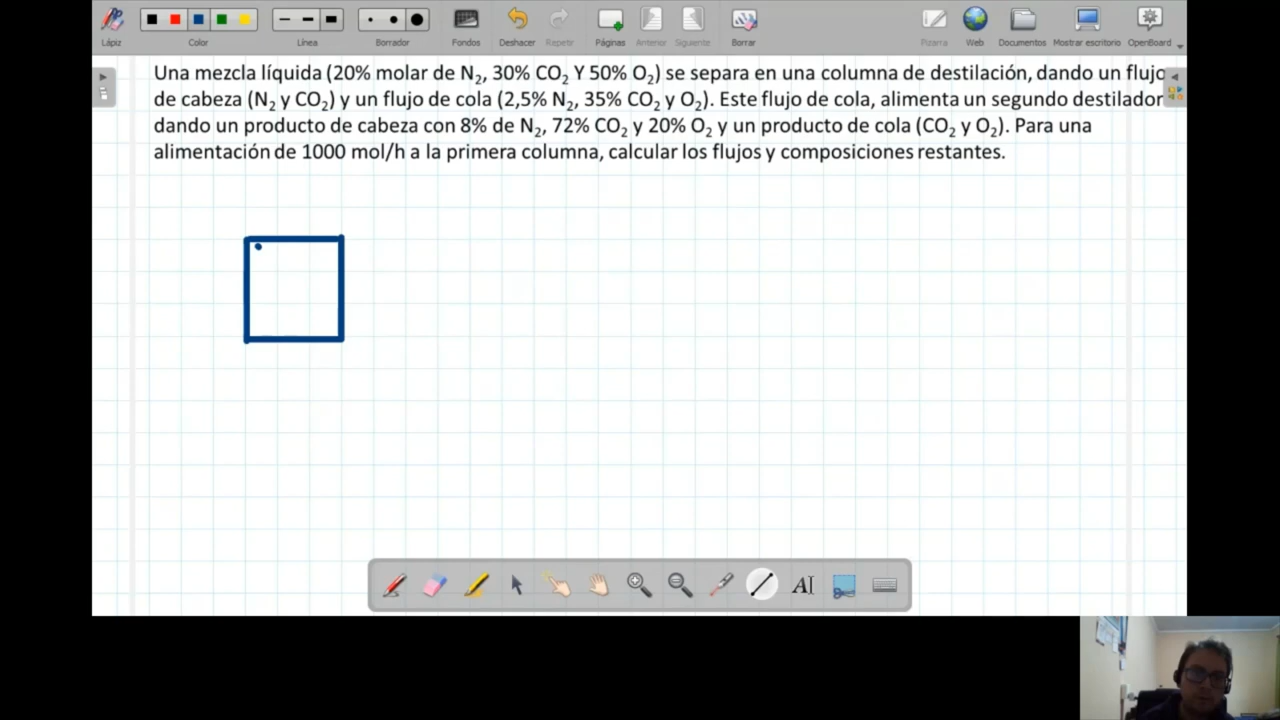 Lápiz Color Línea Borrador Fondos Deshacer Repetir Páginas Anterior Siguiente Borrar Pizarra Web Documentos Mostrar escritorio OpenBoard
Una mezcla líquida (20% molar de N₂, 30% CO₂ Y 50% O₂) se separa en una columna de destilación, dando un flujo
de cabeza (N₂ y CO₂) y un flujo de cola (2,5% N₂, 35% CO₂ y O₂). Este flujo de cola, alimenta un segundo destilador
dando un producto de cabeza con 8% de N₂, 72% CO₂ y 20% O₂ y un producto de cola (CO₂ y O₂). Para una
alimentación de 1000 mol/h a la primera columna, calcular los flujos y composiciones restantes.
AI